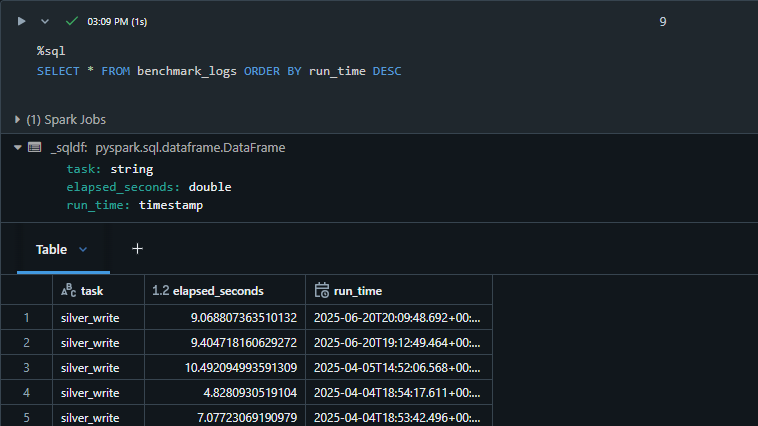 03:09 PM (1s) 9
%sql
SELECT * FROM benchmark_logs ORDER BY run_time DESC
(1) Spark Jobs
_sqldf: pyspark.sql.dataframe.DataFrame
task: string
elapsed_seconds: double
run_time: timestamp
Table +
ABC task 1.2 elapsed_seconds run_time
1 silver_write 9.068807363510132 2025-06-20T20:09:48.692+00:...
2 silver_write 9.404718160629272 2025-06-20T19:12:49.464+00:...
3 silver_write 10.492094993591309 2025-04-05T14:52:06.568+00:...
4 silver_write 4.8280930519104 2025-04-04T18:54:17.611+00:...
5 silver_write 7.07723069190979 2025-04-04T18:53:42.496+00:...